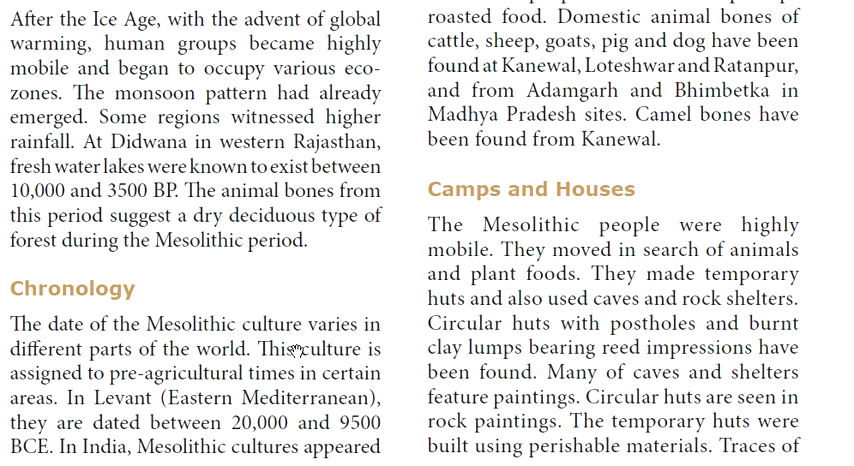 After the Ice Age, with the advent of global
warming, human groups became highly
mobile and began to occupy various eco-
zones. The monsoon pattern had already
emerged. Some regions witnessed higher
rainfall. At Didwana in western Rajasthan,
fresh water lakes were known to exist between
10,000 and 3500 BP. The animal bones from
this period suggest a dry deciduous type of
forest during the Mesolithic period.
Chronology
The date of the Mesolithic culture varies in
different parts of the world. This culture is
assigned to pre-agricultural times in certain
areas. In Levant (Eastern Mediterranean),
they are dated between 20,000 and 9500
BCE. In India, Mesolithic cultures appeared
roasted food. Domestic animal bones of
cattle, sheep, goats, pig and dog have been
found at Kanewal, Loteshwar and Ratanpur,
and from Adamgarh and Bhimbetka in
Madhya Pradesh sites. Camel bones have
been found from Kanewal.
Camps and Houses
The Mesolithic people were highly
mobile. They moved in search of animals
and plant foods. They made temporary
huts and also used caves and rock shelters.
Circular huts with postholes and burnt
clay lumps bearing reed impressions have
been found. Many of caves and shelters
feature paintings. Circular huts are seen in
rock paintings. The temporary huts were
built using perishable materials. Traces of